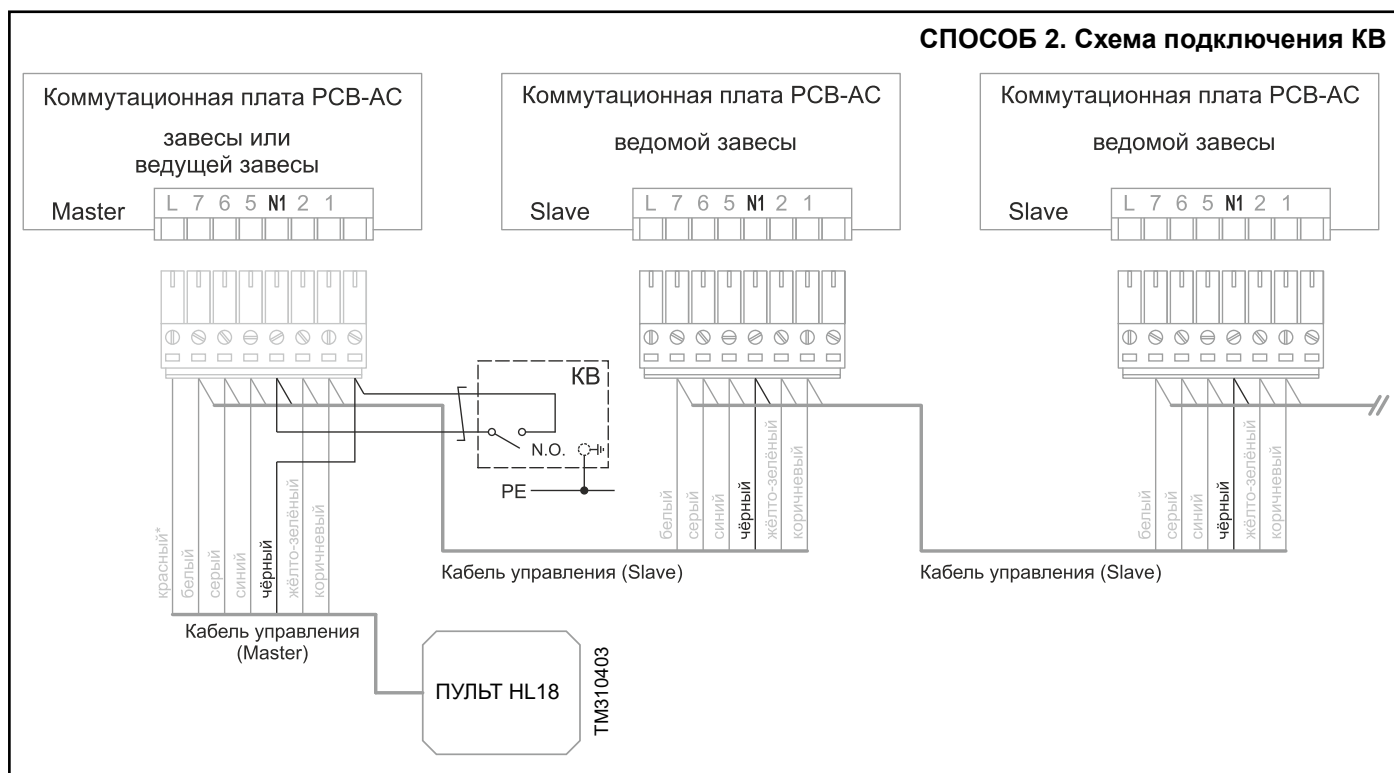 СПОСОБ 2. Схема подключения КВ
Коммутационная плата PCB-AC
завесы или
ведущей завесы
Master
L 7 6 5 N1 2 1
Коммутационная плата PCB-AC
ведомой завесы
Slave
L 7 6 5 N1 2 1
Коммутационная плата PCB-AC
ведомой завесы
Slave
L 7 6 5 N1 2 1
КВ
N.O.
PE
красный*
белый
серый
синий
чёрный
жёлто-зелёный
коричневый
белый
серый
синий
чёрный
жёлто-зелёный
коричневый
белый
серый
синий
чёрный
жёлто-зелёный
коричневый
Кабель управления (Slave)
Кабель управления (Slave)
Кабель управления
(Master)
ПУЛЬТ HL18
TM310403